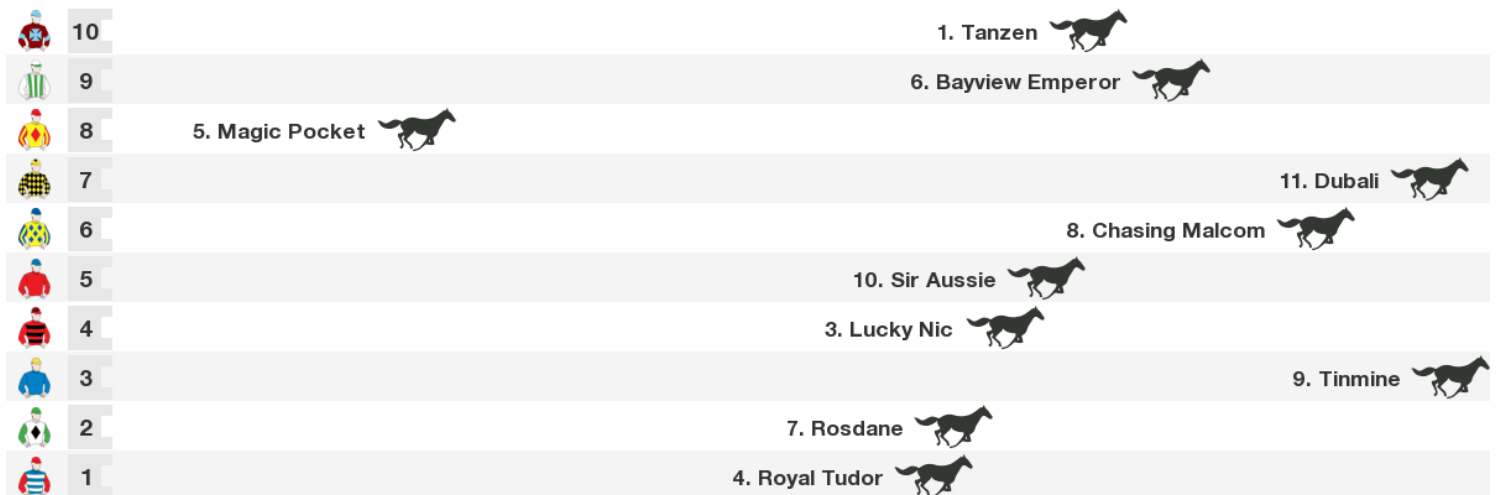 10 1. Tanzen
9 6. Bayview Emperor
8 5. Magic Pocket
7 11. Dubali
6 8. Chasing Malcom
5 10. Sir Aussie
4 3. Lucky Nic
3 9. Tinmine
2 7. Rosdane
1 4. Royal Tudor